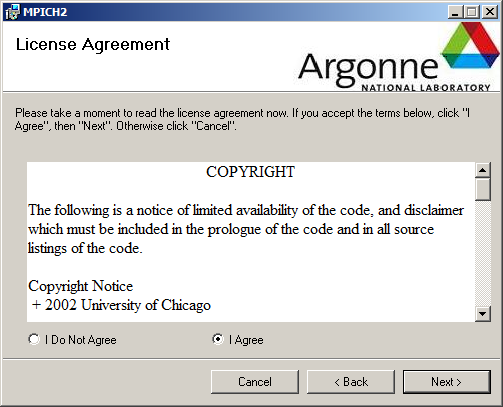 MPICH2
License Agreement
Argonne
NATIONAL LABORATORY
Please take a moment to read the license agreement now. If you accept the terms below, click "I
Agree", then "Next". Otherwise click "Cancel".
COPYRIGHT
The following is a notice of limited availability of the code, and disclaimer
which must be included in the prologue of the code and in all source
listings of the code.
Copyright Notice
+ 2002 University of Chicago
I Do Not Agree
I Agree
Cancel
< Back
Next >